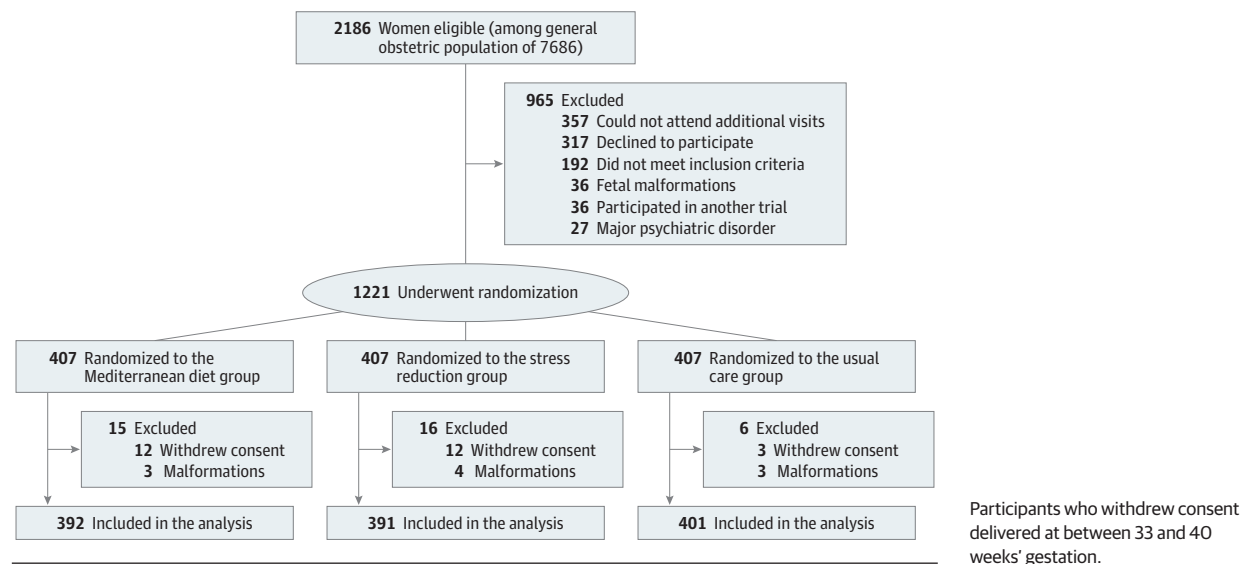 2186 Women eligible (among general
obstetric population of 7686)
965 Excluded
357 Could not attend additional visits
317 Declined to participate
192 Did not meet inclusion criteria
36 Fetal malformations
36 Participated in another trial
27 Major psychiatric disorder
1221 Underwent randomization
407 Randomized to the
Mediterranean diet group
15 Excluded
12 Withdrew consent
3 Malformations
392 Included in the analysis
407 Randomized to the stress
reduction group
16 Excluded
12 Withdrew consent
4 Malformations
391 Included in the analysis
407 Randomized to the usual
care group
6 Excluded
3 Withdrew consent
3 Malformations
401 Included in the analysis
Participants who withdrew consent
delivered at between 33 and 40
weeks' gestation.